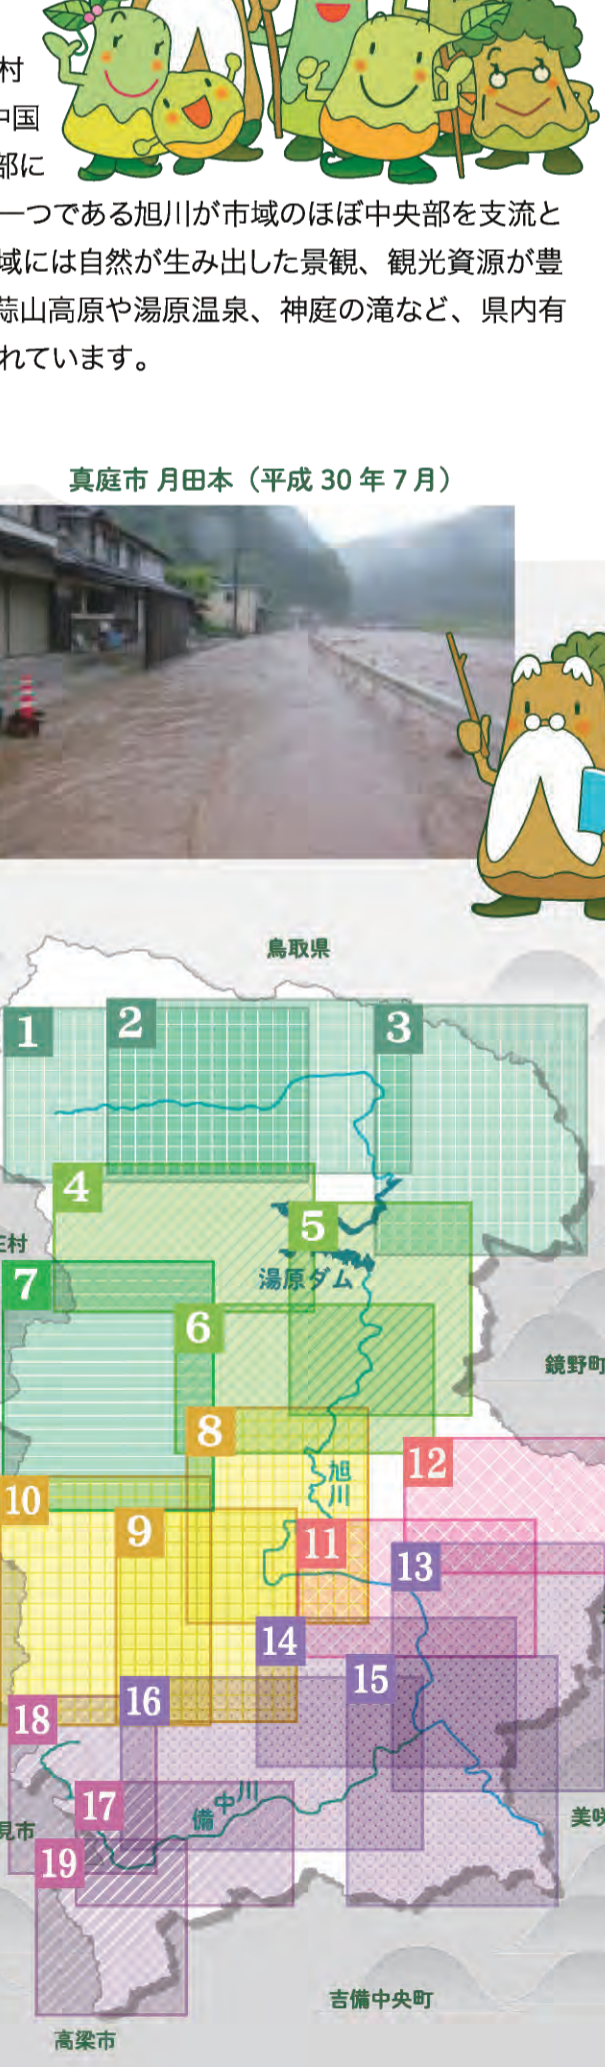 村
中国
部に
一つである旭川が市域のほぼ中央部を支流と
域には自然が生み出した景観、観光資源が豊
蒜山高原や湯原温泉、神庭の滝など、県内有
れています。
真庭市 月田本（平成 30 年 7 月）
鳥取県
1
2
3
4
5
庄村
湯原ダム
7
6
鏡野町
8
12
旭川
10
9
11
13
14
15
16
18
17
備中川
見市
美咲
19
吉備中央町
高梁市